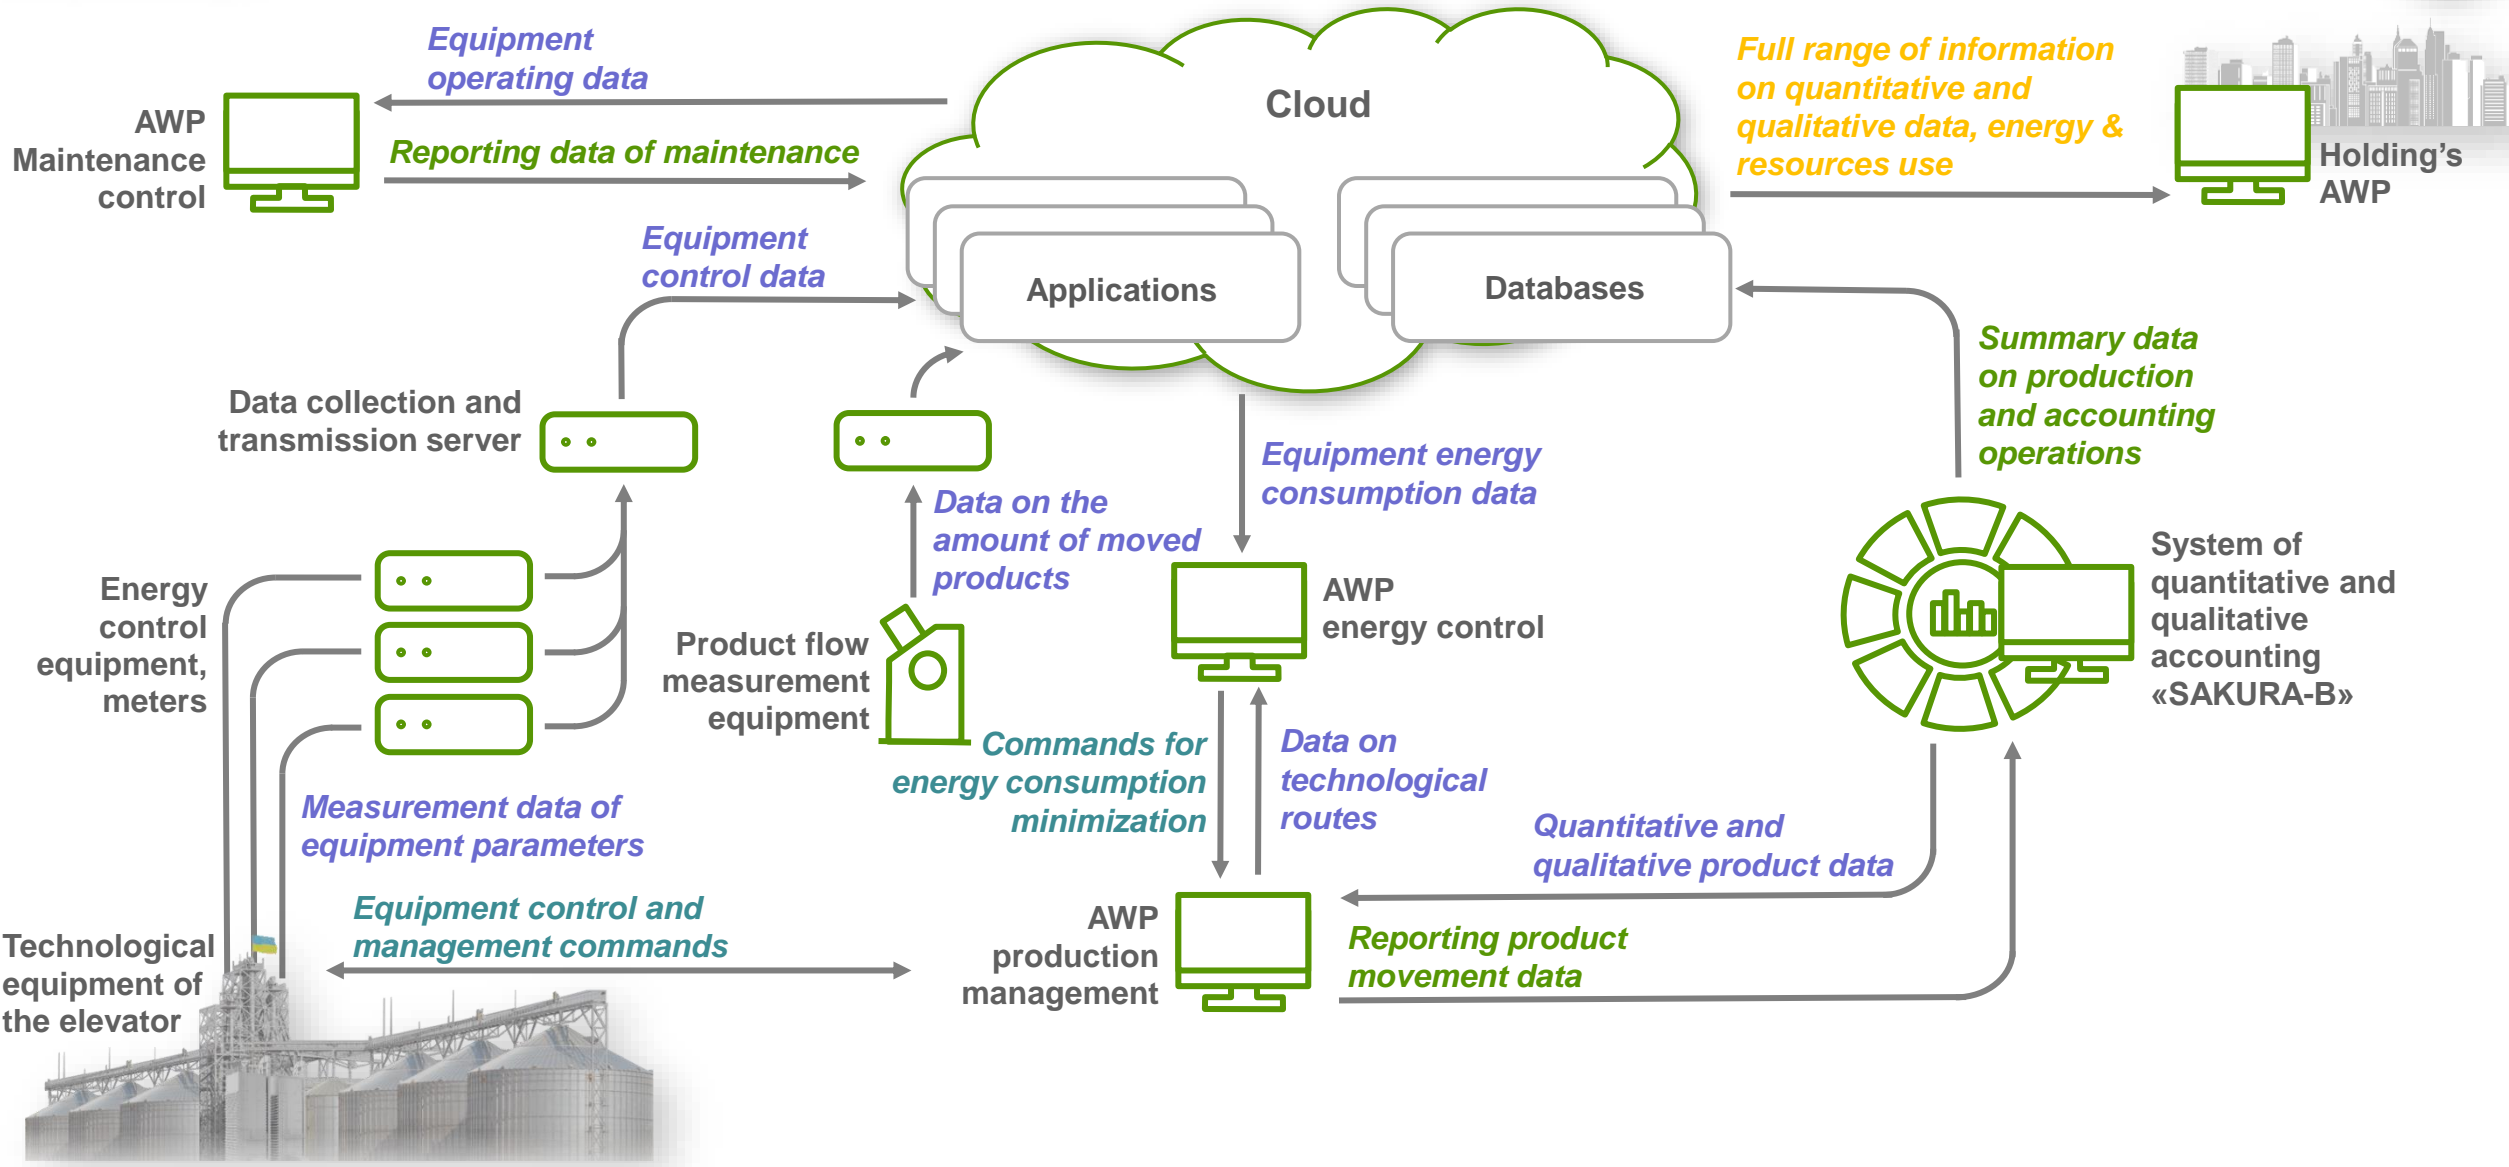 Equipment
operating data
AWP
Maintenance
control
Reporting data of maintenance
Cloud
Full range of information
on quantitative and
qualitative data, energy &
resources use
Holding's
AWP
Equipment
control data
Applications
Databases
Summary data
on production
and accounting
operations
Data collection and
transmission server
Equipment energy
consumption data
Data on the
amount of moved
products
Energy
control
equipment,
meters
Product flow
measurement
equipment
AWP
energy control
System of
quantitative and
qualitative
accounting
«SAKURA-B»
Commands for
energy consumption
minimization
Data on
technological
routes
Measurement data of
equipment parameters
Quantitative and
qualitative product data
Equipment control and
management commands
AWP
production
management
Reporting product
movement data
Technological
equipment of
the elevator